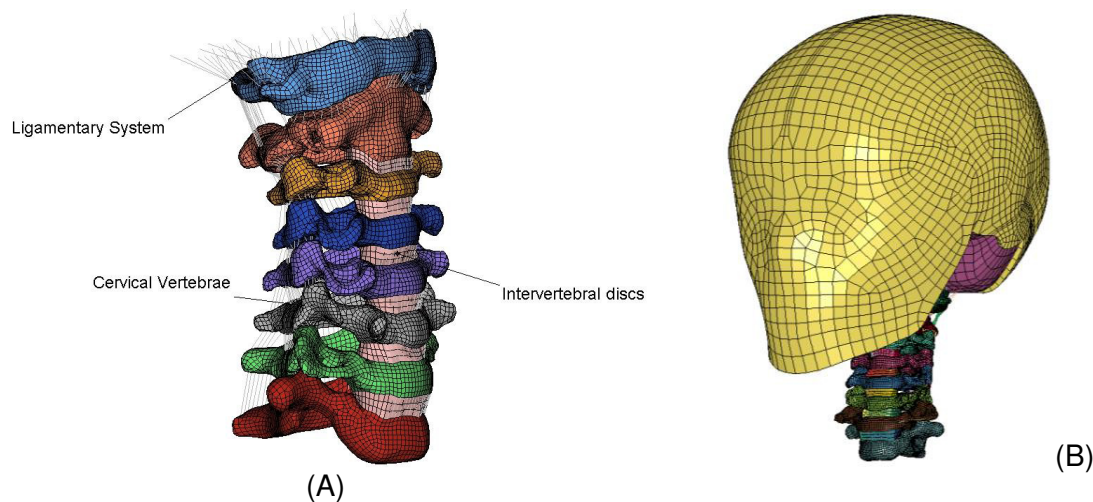 Ligamentary System
Cervical Vertebrae
Intervertebral discs
(A)
(B)